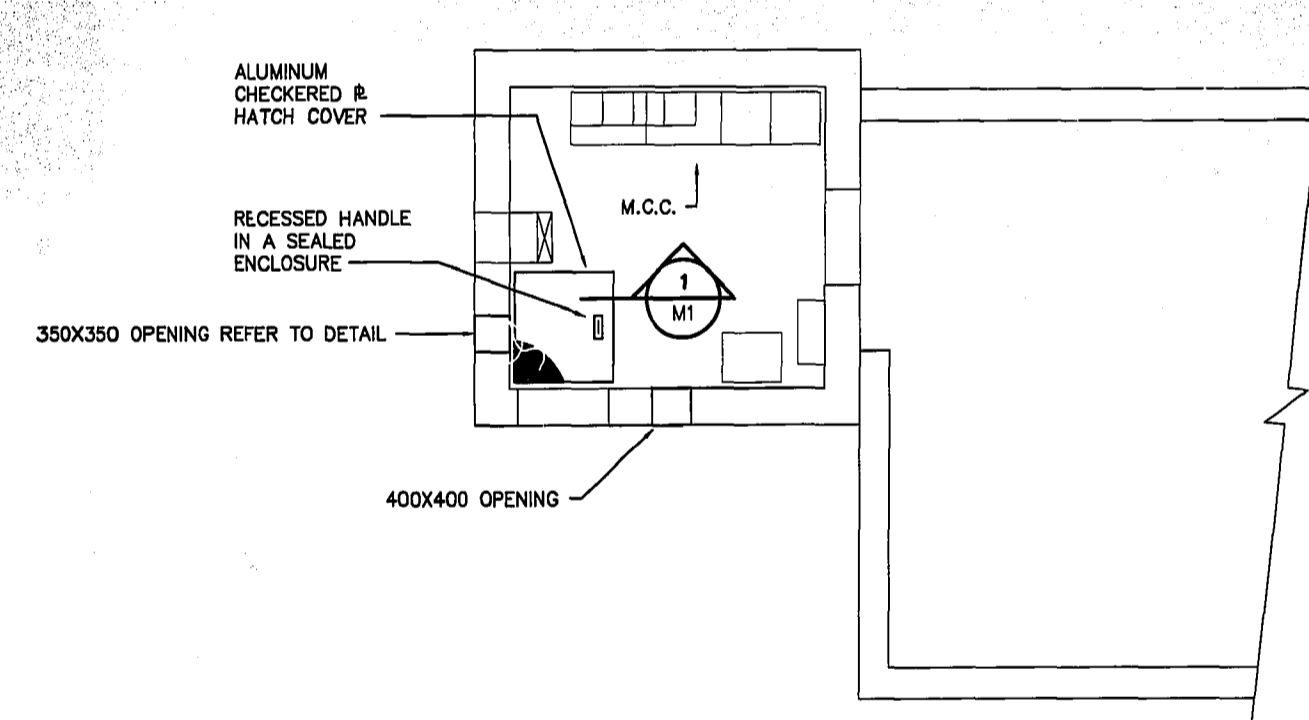 ALUMINUM
CHECKERED ⅊
HATCH COVER
M.C.C.
RECESSED HANDLE
IN A SEALED
ENCLOSURE
1
M1
350X350 OPENING REFER TO DETAIL
400X400 OPENING